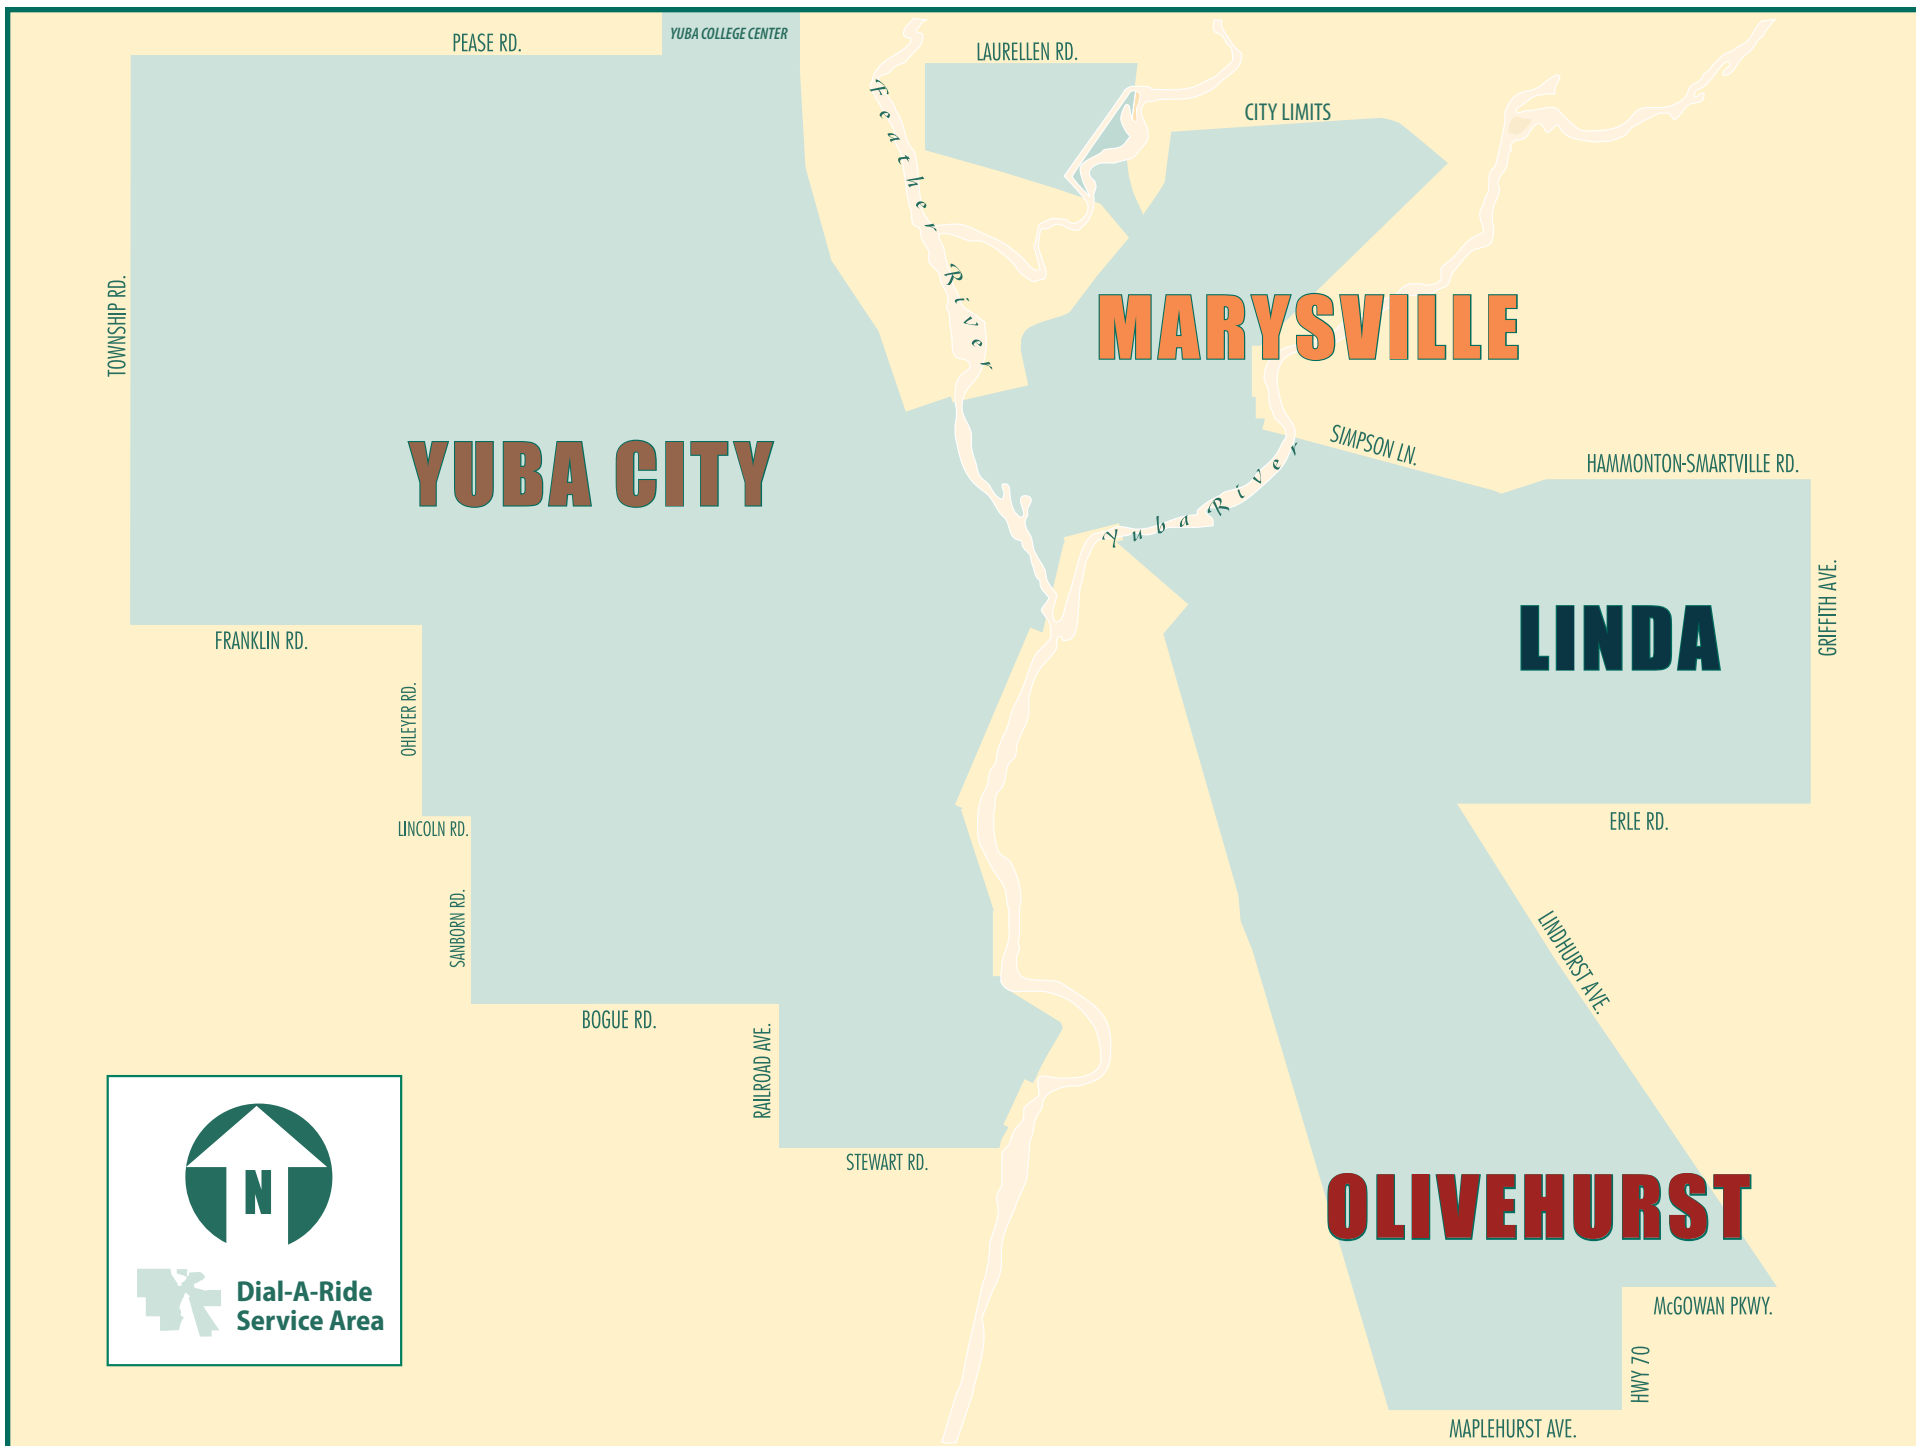 YUBA COLLEGE CENTER
PEASE RD.
LAURELLEN RD.
CITY LIMITS
Feather River
TOWNSHIP RD.
MARYSVILLE
YUBA CITY
SIMPSON LN.
HAMMONTON-SMARTVILLE RD.
Yuba River
GRIFFITH AVE.
LINDA
FRANKLIN RD.
OHLEYER RD.
LINCOLN RD.
ERLE RD.
SANBORN RD.
LINDHURST AVE.
BOGUE RD.
RAILROAD AVE.
STEWART RD.
OLIVEHURST
N
Dial-A-Ride
Service Area
McGOWAN PKWY.
HWY 70
MAPLEHURST AVE.